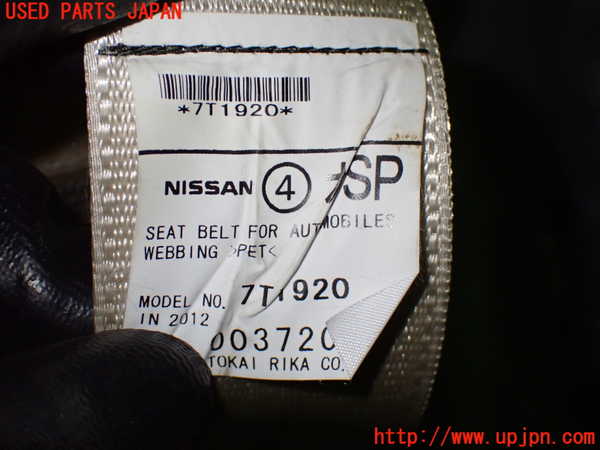 USED PARTS JAPAN
*7T1920*
NISSAN 4 SP
SEAT BELT FOR AUTMOBILES
WEBBING >PET<
MODEL NO. 7T1920
IN 2012
003720
TOKAI RIKA CO.
http://www.upjpn.com